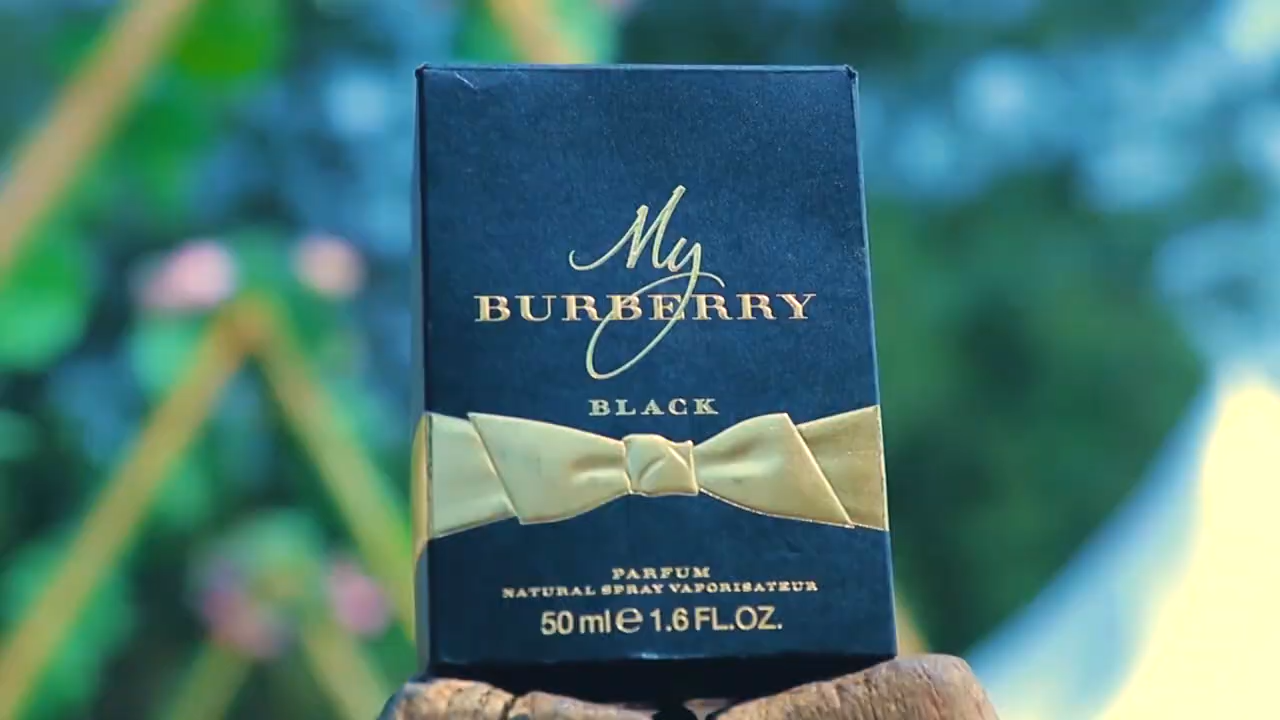 My
BURBERRY
BLACK
PARFUM
NATURAL SPRAY VAPORISATEUR
50 ml ℮ 1.6 FL.OZ.